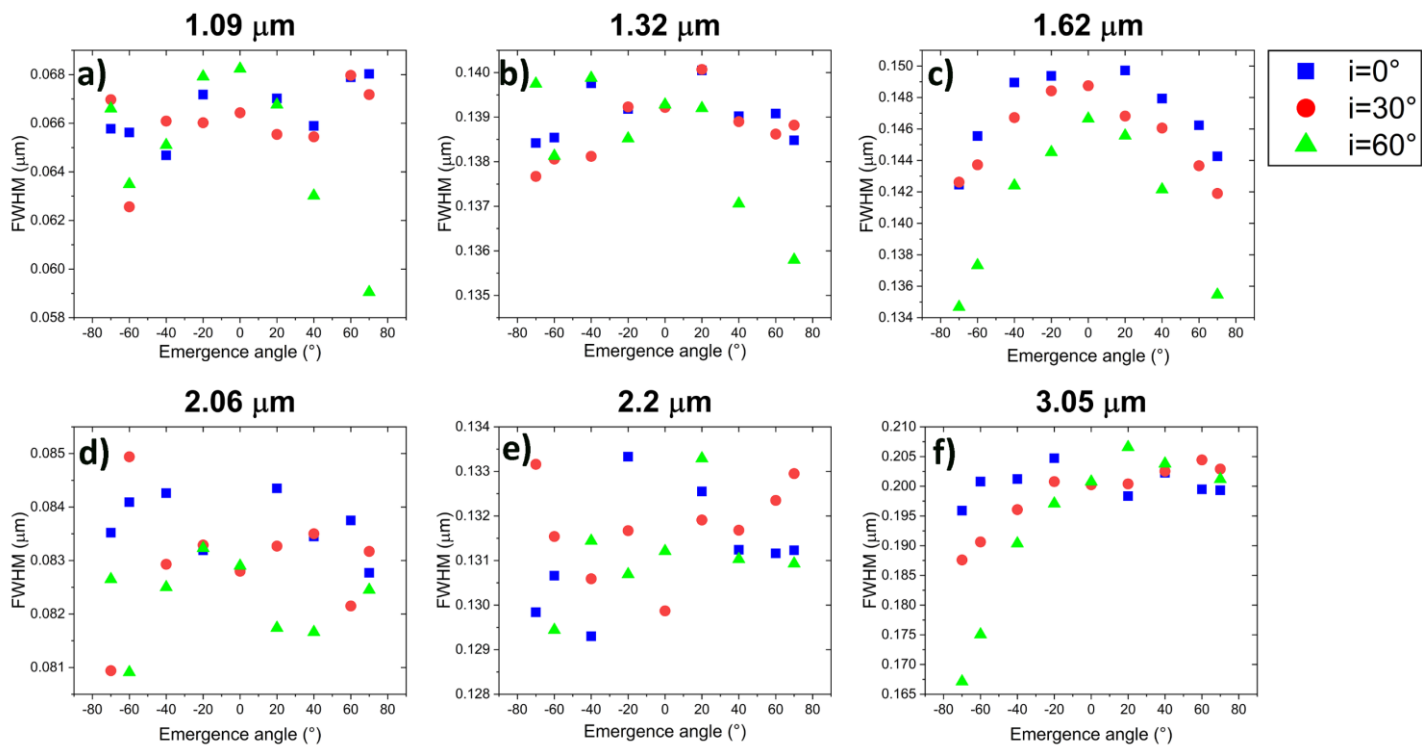 1.09 μm
1.32 μm
1.62 μm
a)
b)
c)
i=0°
i=30°
i=60°
FWHM (μm)
0.068
0.066
0.064
0.062
0.060
0.058
-80 -60 -40 -20 0 20 40 60 80
Emergence angle (°)
FWHM (μm)
0.140
0.139
0.138
0.137
0.136
0.135
-80 -60 -40 -20 0 20 40 60 80
Emergence angle (°)
FWHM (μm)
0.150
0.148
0.146
0.144
0.142
0.140
0.138
0.136
0.134
-80 -60 -40 -20 0 20 40 60 80
Emergence angle (°)
2.06 μm
2.2 μm
3.05 μm
d)
e)
f)
FWHM (μm)
0.085
0.084
0.083
0.082
0.081
-80 -60 -40 -20 0 20 40 60 80
Emergence angle (°)
FWHM (μm)
0.134
0.133
0.132
0.131
0.130
0.129
0.128
-80 -60 -40 -20 0 20 40 60 80
Emergence angle (°)
FWHM (μm)
0.210
0.205
0.200
0.195
0.190
0.185
0.180
0.175
0.170
0.165
-80 -60 -40 -20 0 20 40 60 80
Emergence angle (°)